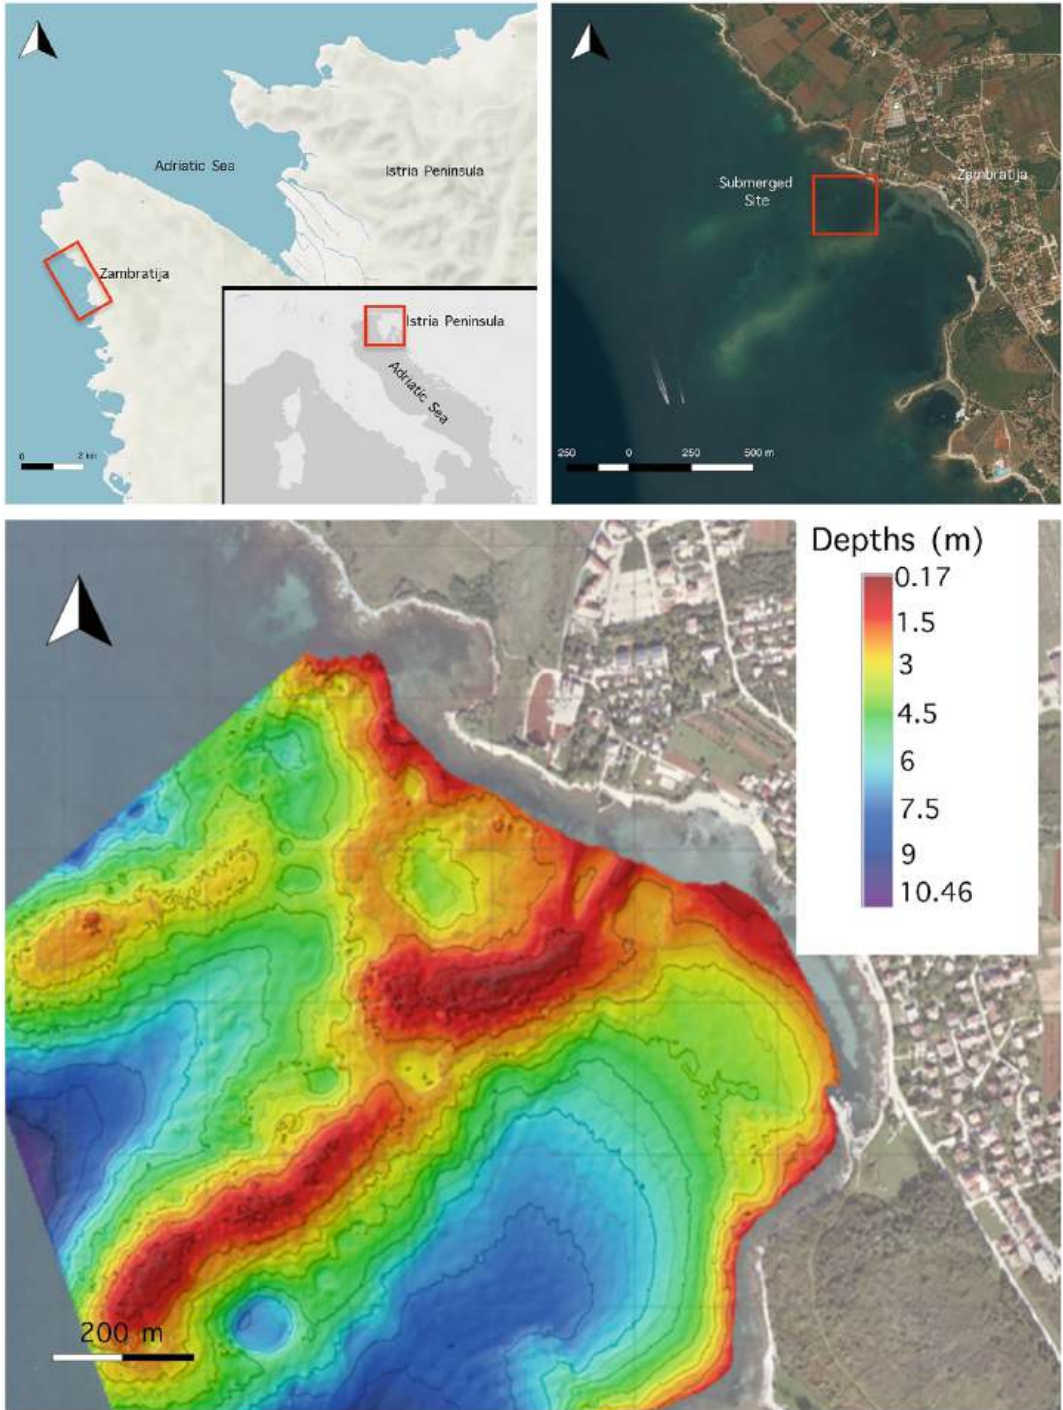 Adriatic Sea
Istria Peninsula
Zambratija
Istria Peninsula
Adriatic Sea
0
2 km
Submerged
Site
Zambratija
250
0
250
500 m
Depths (m)
0.17
1.5
3
4.5
6
7.5
9
10.46
200 m